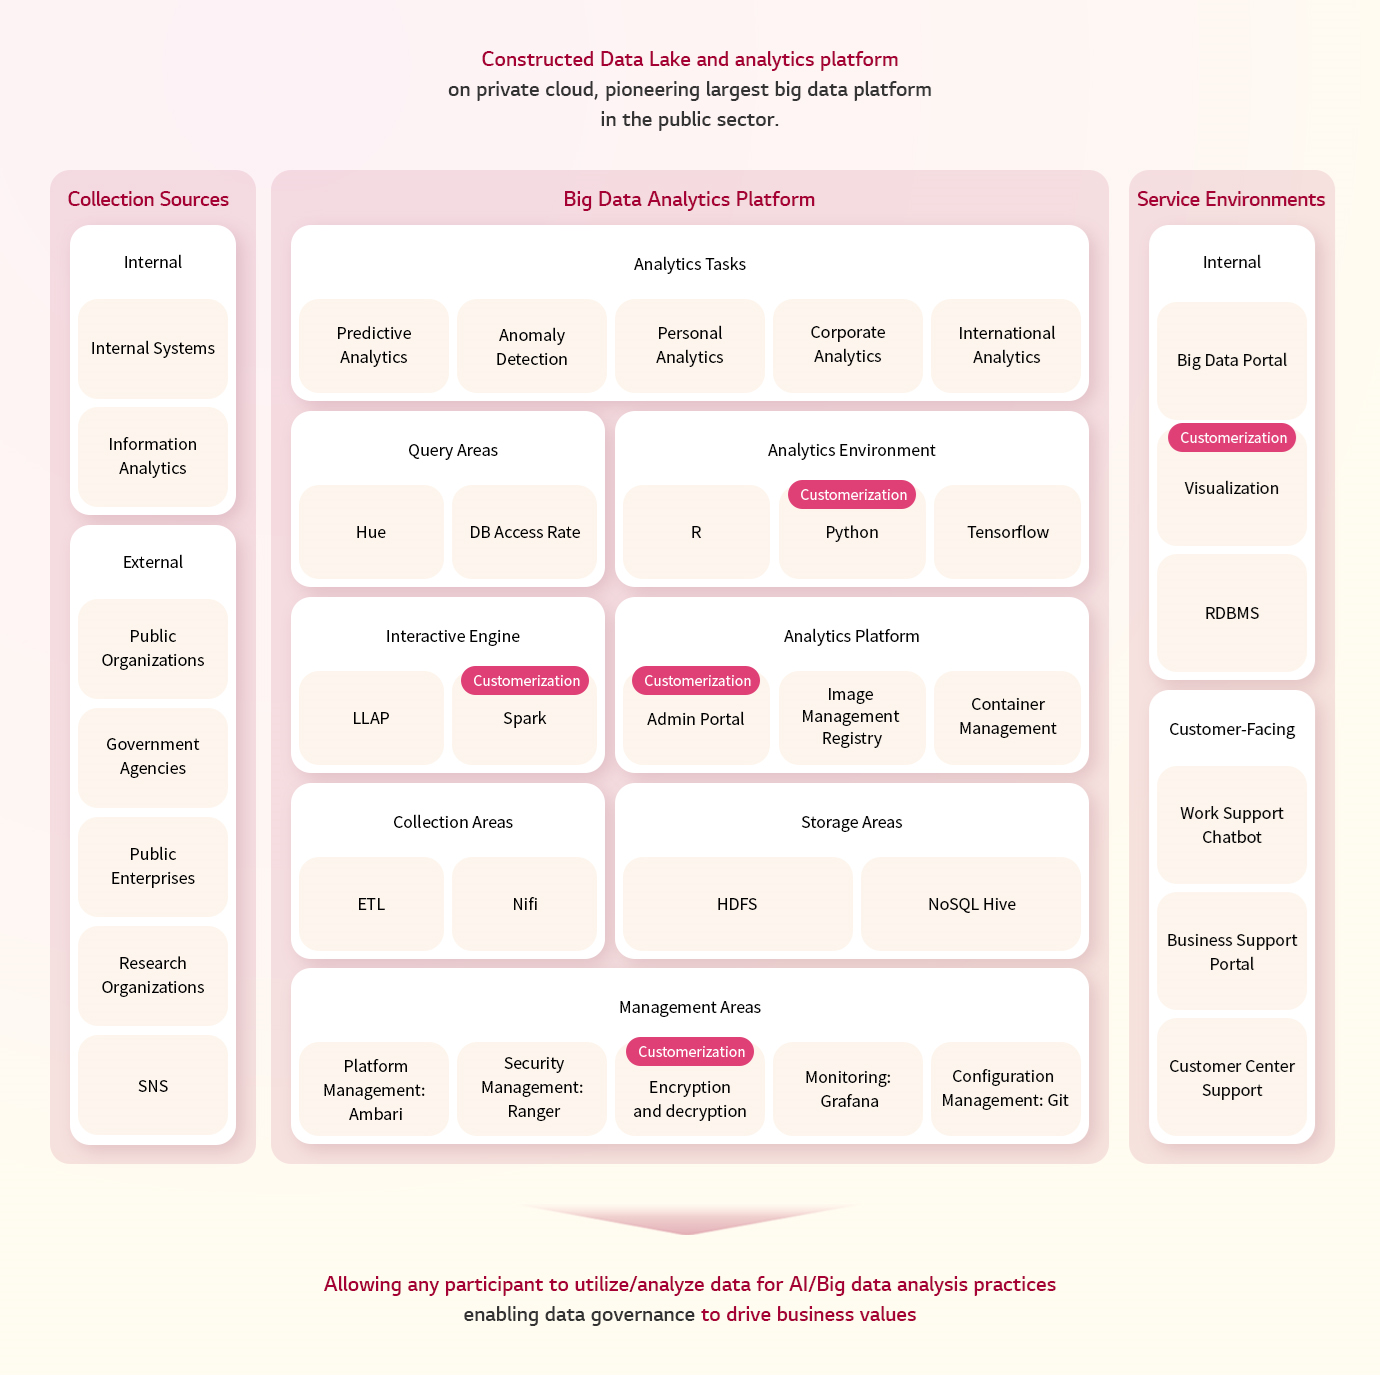 Constructed Data Lake and analytics platform
on private cloud, pioneering largest big data platform
in the public sector.
Collection Sources
Internal
Internal Systems
Information
Analytics
External
Public
Organizations
Government
Agencies
Public
Enterprises
Research
Organizations
SNS
Big Data Analytics Platform
Analytics Tasks
Predictive
Analytics
Anomaly
Detection
Personal
Analytics
Corporate
Analytics
International
Analytics
Query Areas
Hue
DB Access Rate
Analytics Environment
R
Customerization
Python
Tensorflow
Interactive Engine
LLAP
Customerization
Spark
Analytics Platform
Customerization
Admin Portal
Image
Management
Registry
Container
Management
Collection Areas
ETL
Nifi
Storage Areas
HDFS
NoSQL Hive
Management Areas
Platform
Management:
Ambari
Security
Management:
Ranger
Customerization
Encryption
and decryption
Monitoring:
Grafana
Configuration
Management: Git
Service Environments
Internal
Big Data Portal
Customerization
Visualization
RDBMS
Customer-Facing
Work Support
Chatbot
Business Support
Portal
Customer Center
Support
Allowing any participant to utilize/analyze data for AI/Big data analysis practices
enabling data governance to drive business values